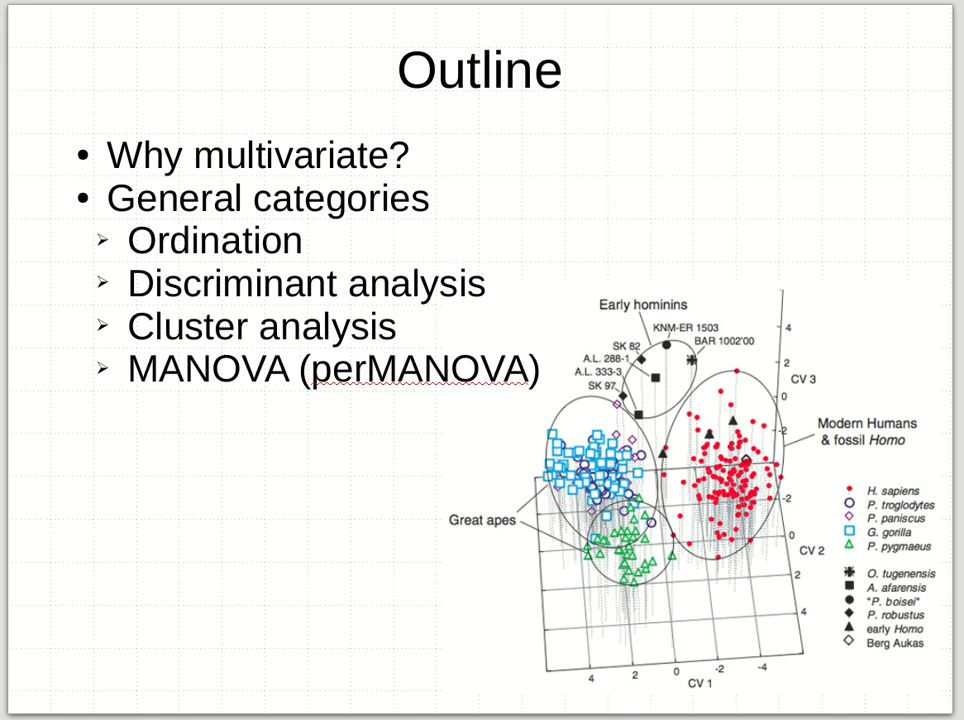 Outline
• Why multivariate?
• General categories
➢ Ordination
➢ Discriminant analysis
➢ Cluster analysis
➢ MANOVA (perMANOVA)
Early hominins
KNM-ER 1503
BAR 1002'00
SK 82
A.L. 288-1
A.L. 333-3
SK 97
4
2
CV 3
0
-2
Modern Humans
& fossil Homo
Great apes
-2
0
CV 2
2
4
4
2
0
-2
-4
CV 1
H. sapiens
P. troglodytes
P. paniscus
G. gorilla
P. pygmaeus
O. tugenensis
A. afarensis
"P. boisei"
P. robustus
early Homo
Berg Aukas